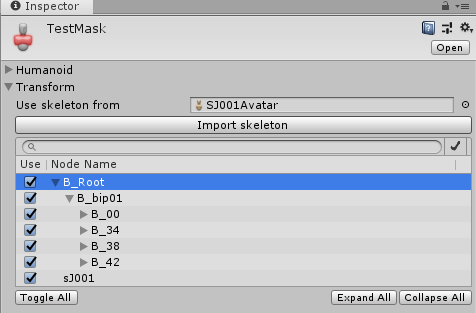 Inspector
TestMask
Open
Humanoid
Transform
Use skeleton from SJ001Avatar
Import skeleton
Use Node Name
B_Root
B_bip01
B_00
B_34
B_38
B_42
sJ001
Toggle All Expand All Collapse All